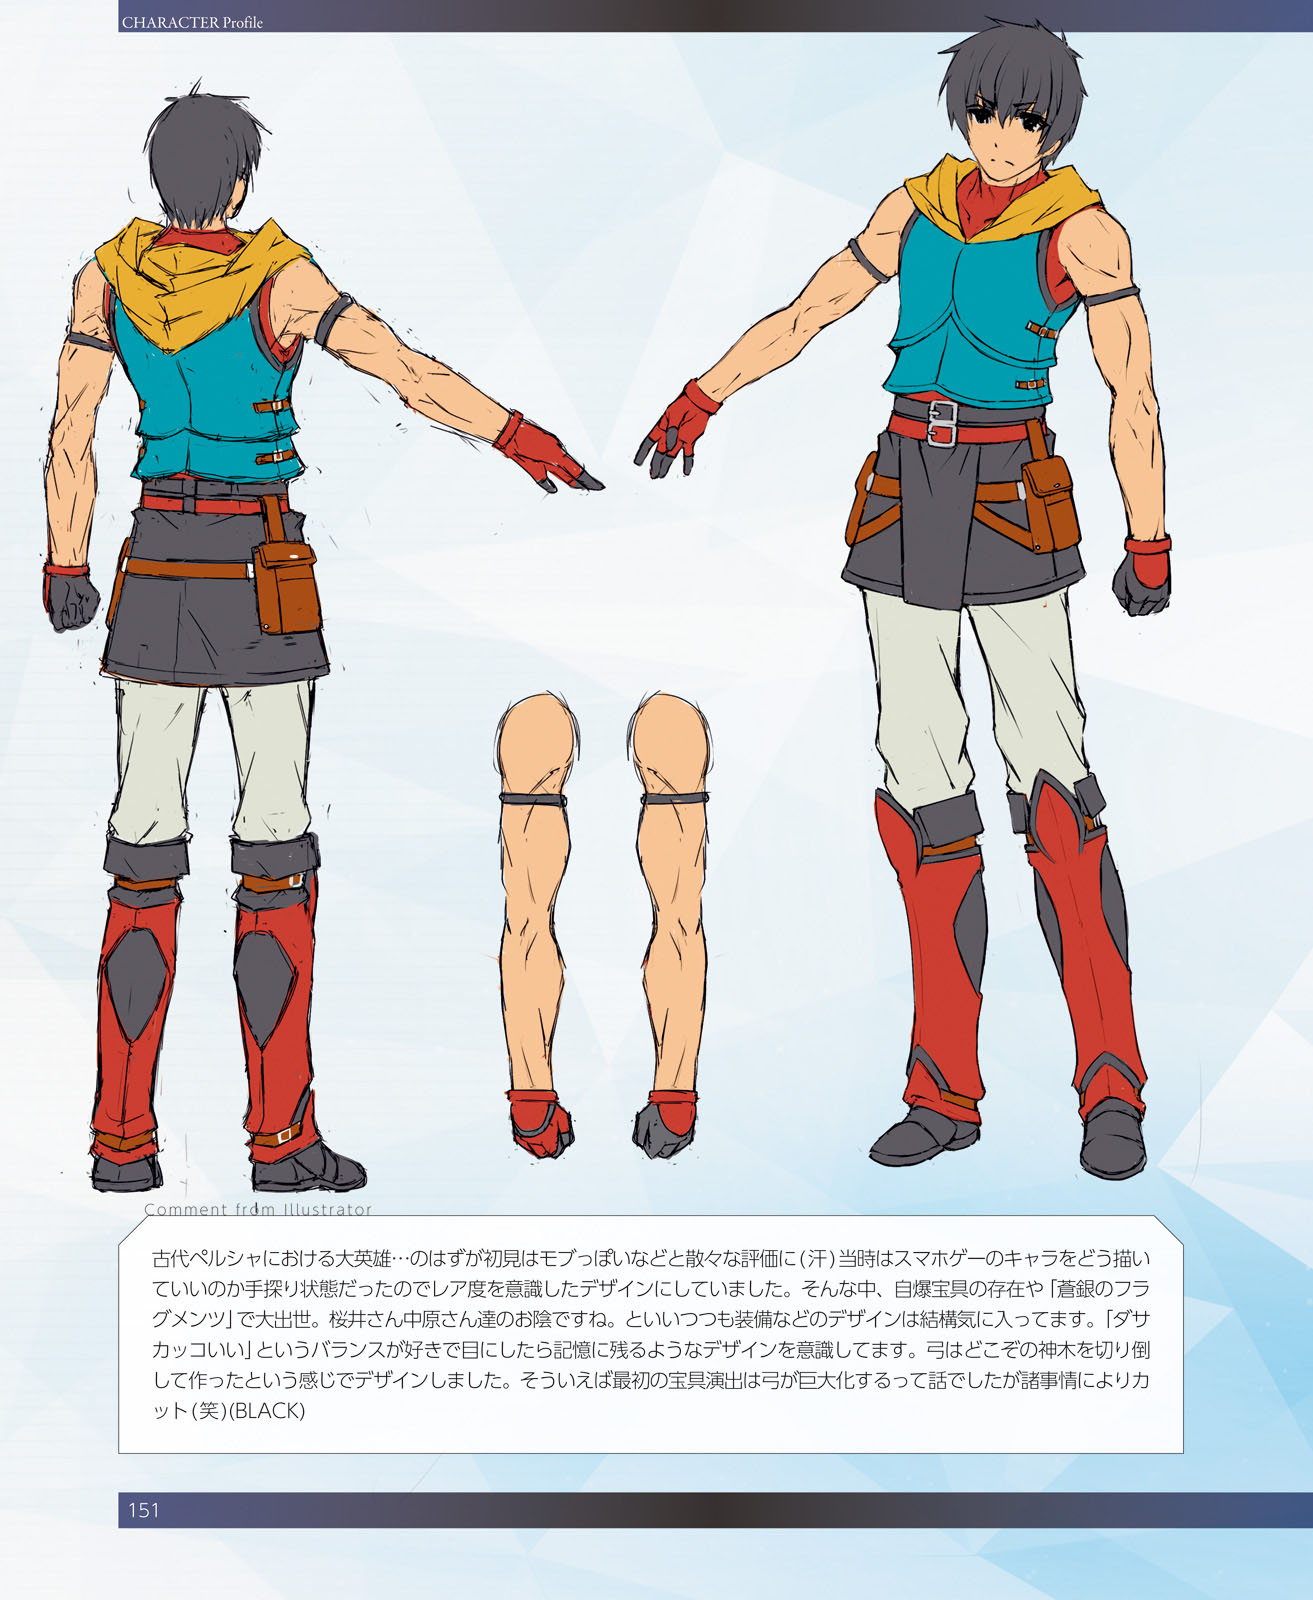 CHARACTER Profile
Comment from Illustrator
古代ペルシャにおける大英雄…のはずが初見はモブっぽいなどと散々な評価に(汗)当時はスマホゲーのキャラをどう描い
ていいのか手探り状態だったのでレア度を意識したデザインにしていました。そんな中、自爆宝具の存在や「蒼銀のフラ
グメンツ」で大出世。桜井さん中原さん達のお陰ですね。といいつつも装備などのデザインは結構気に入ってます。「ダサ
カッコいい」というバランスが好きで目にしたら記憶に残るようなデザインを意識してます。弓はどこぞの神木を切り倒
して作ったという感じでデザインしました。そういえば最初の宝具演出は弓が巨大化するって話でしたが諸事情によりカ
ット(笑)(BLACK)
151